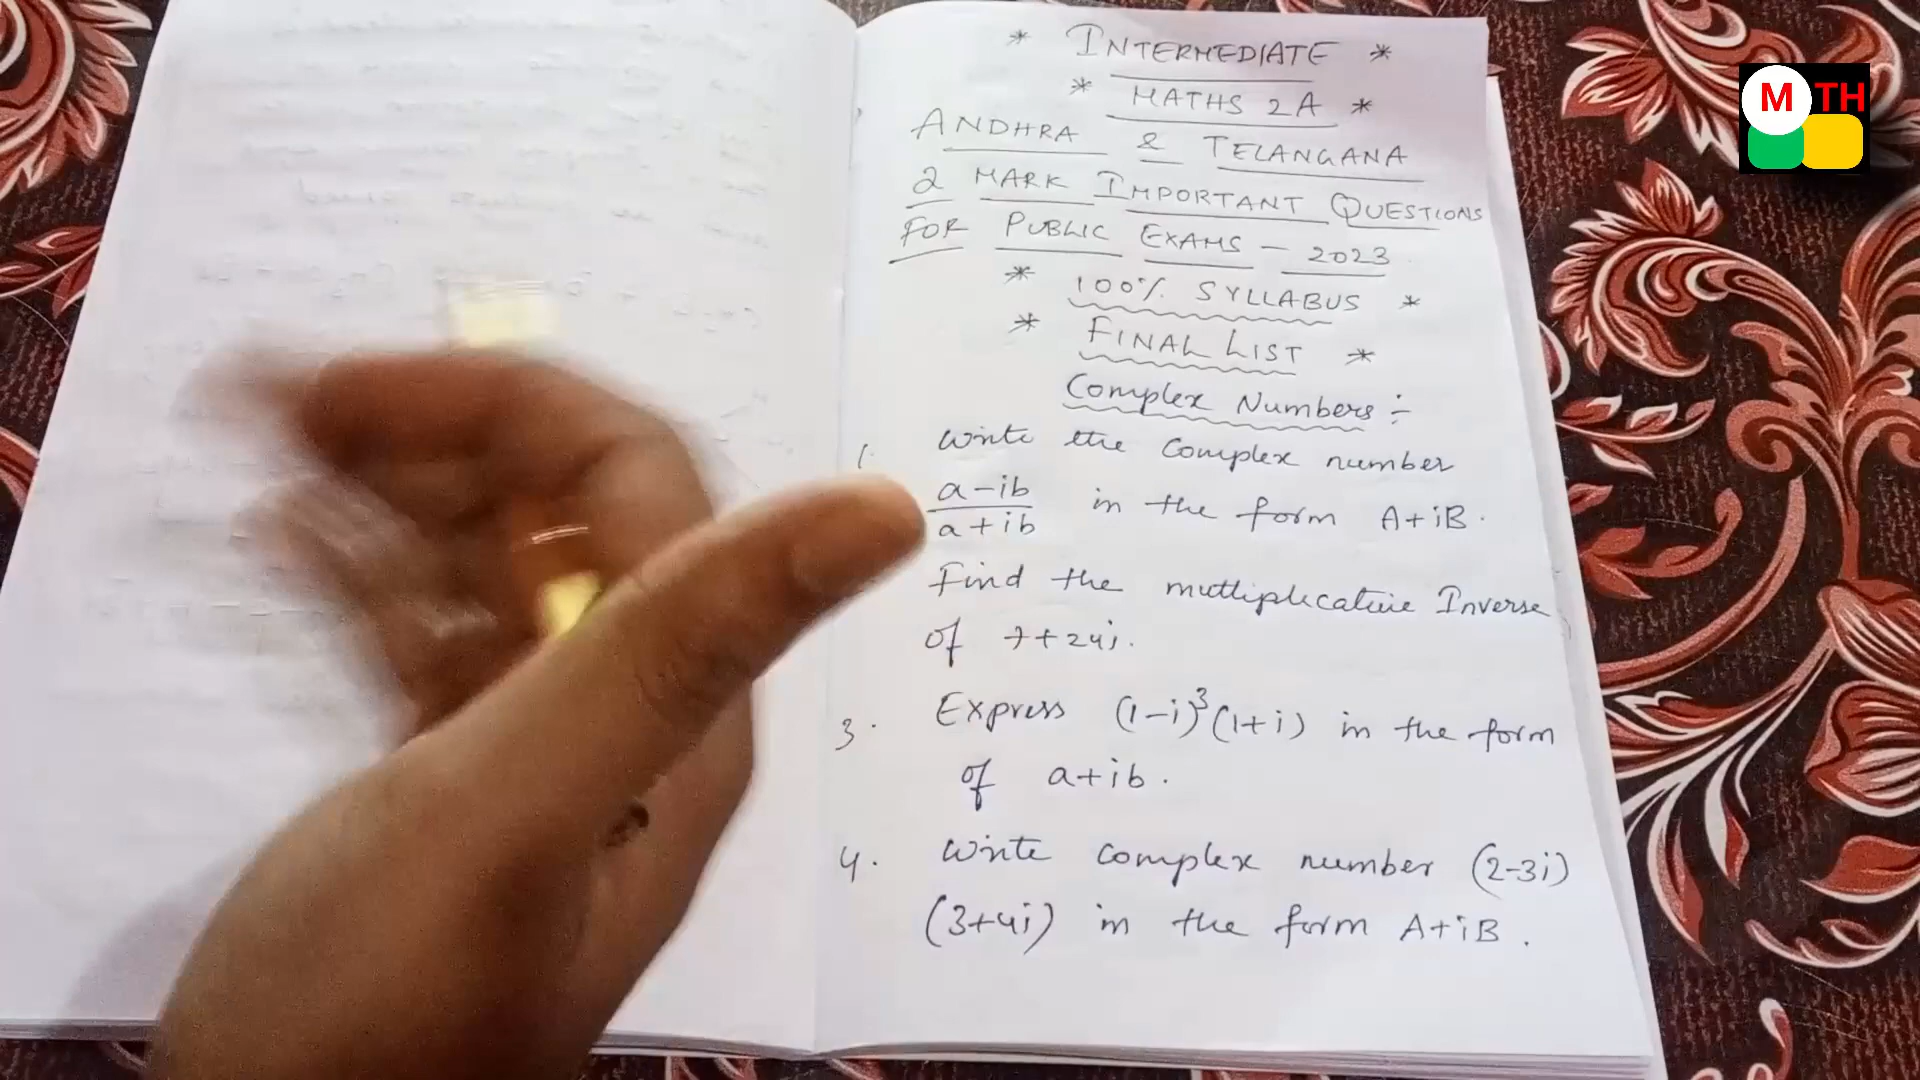 * INTERMEDIATE *
* MATHS 2A *
ANDHRA & TELANGANA
2 MARK IMPORTANT QUESTIONS
FOR PUBLIC EXAMS - 2023
* 100% SYLLABUS *
* FINAL LIST *
Complex Numbers :-
1. Write the complex number
a-ib/a+ib in the form A+iB.
Find the multiplicative Inverse
of 7+24i.
3. Express (1-i)³(1+i) in the form
of a+ib.
4. Write complex number (2-3i)
(3+4i) in the form A+iB.
M TH